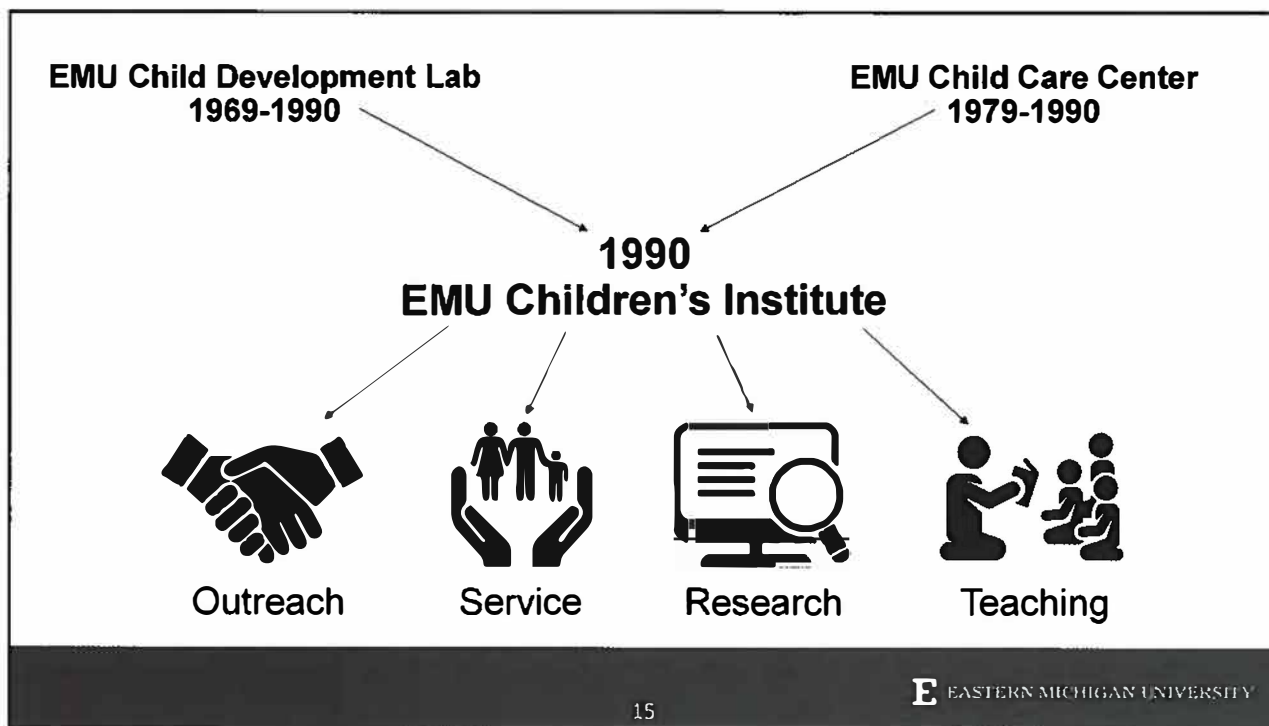 EMU Child Development Lab
1969-1990
EMU Child Care Center
1979-1990
1990
EMU Children's Institute
Outreach
Service
Research
Teaching
15
E EASTERN MICHIGAN UNIVERSITY